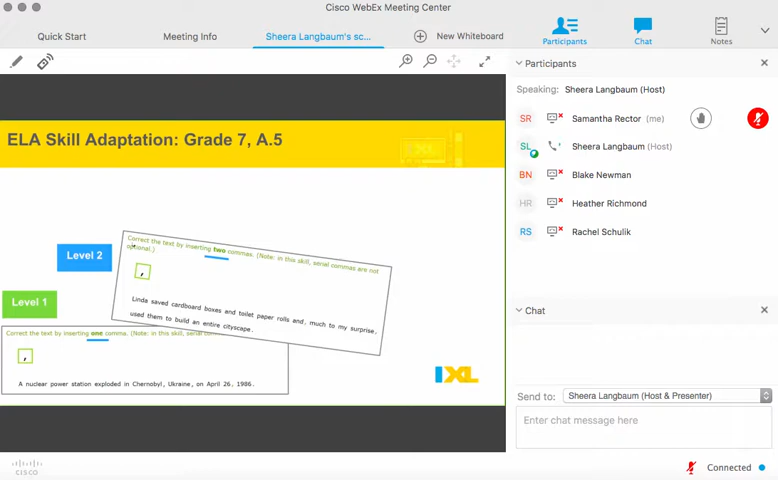 Cisco WebEx Meeting Center
Quick Start
Meeting Info
Sheera Langbaum's sc...
New Whiteboard
Participants
Chat
Notes
ELA Skill Adaptation: Grade 7, A.5
IXL
Level 2
Correct the text by inserting two commas. (Note: in this skill, serial commas are not
optional.)
,
Linda saved cardboard boxes and toilet paper rolls and, much to my surprise,
used them to build an entire cityscape.
Level 1
Correct the text by inserting one comma. (Note: in this skill, serial
,
A nuclear power station exploded in Chernobyl, Ukraine, on April 26, 1986.
IXL
CISCO
Participants
Speaking: Sheera Langbaum (Host)
SR Samantha Rector (me)
SL Sheera Langbaum (Host)
BN Blake Newman
HR Heather Richmond
RS Rachel Schulik
Chat
Send to: Sheera Langbaum (Host & Presenter)
Enter chat message here
Connected